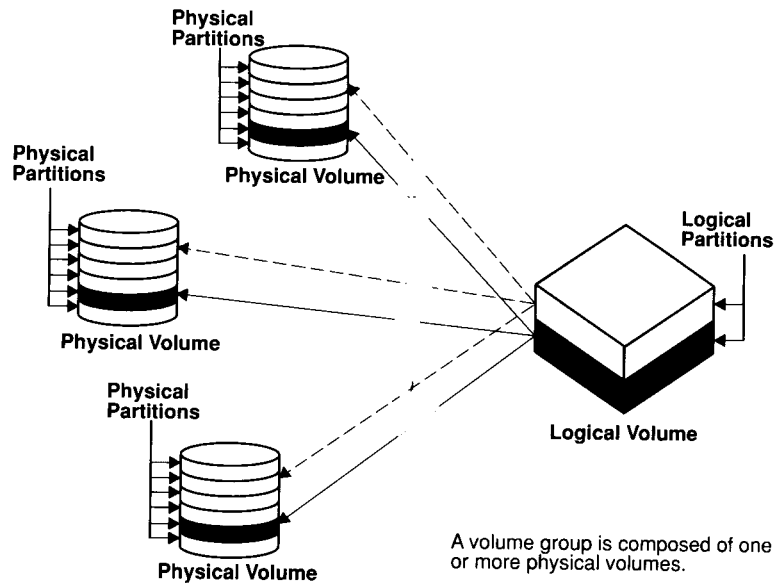 Physical
Partitions
Physical Volume
Physical
Partitions
Physical Volume
Logical
Partitions
Logical Volume
Physical
Partitions
Physical Volume
A volume group is composed of one
or more physical volumes.